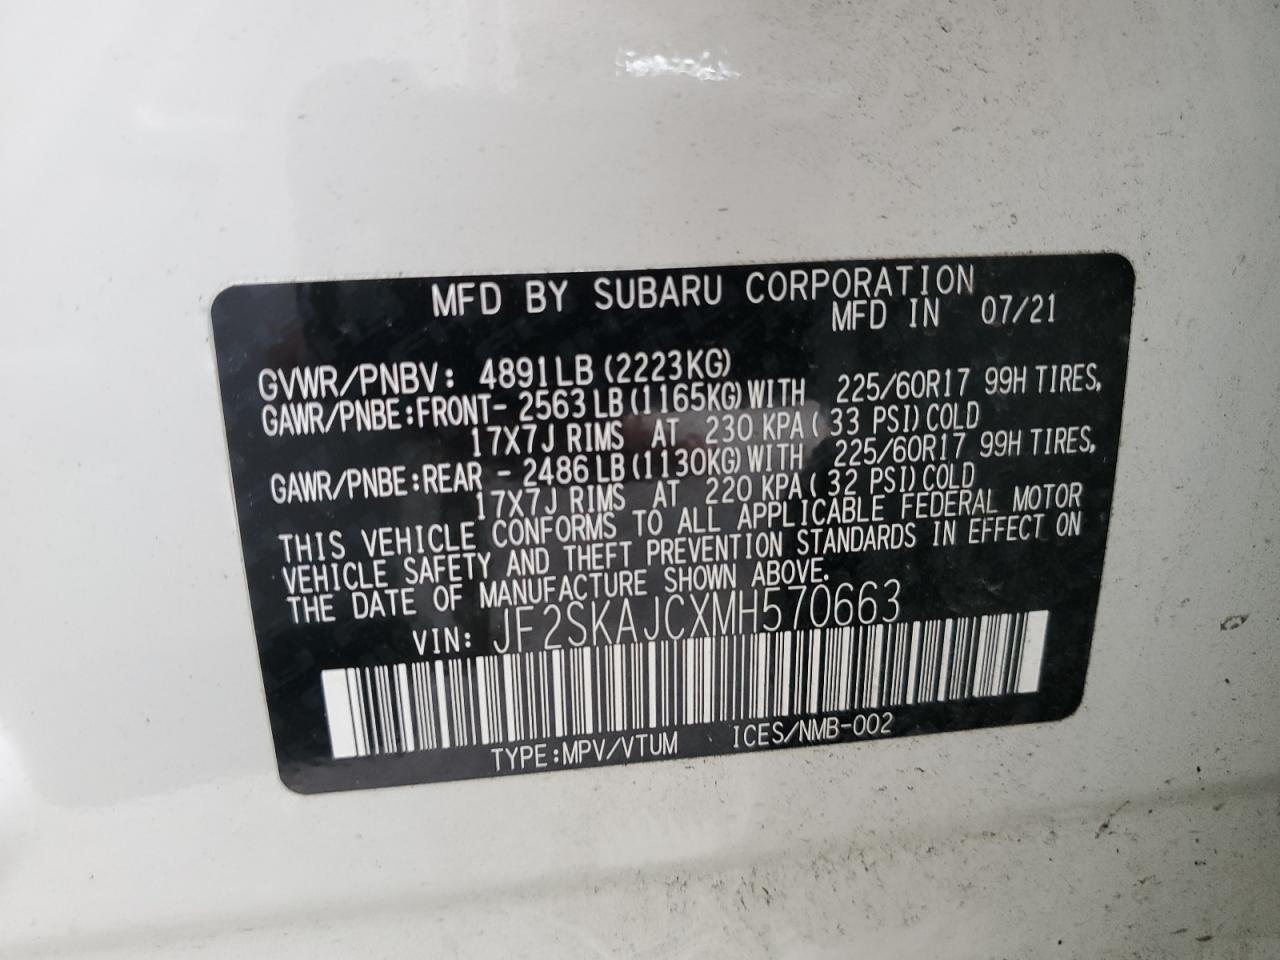 MFD BY SUBARU CORPORATION
MFD IN 07/21
GVWR/PNBV: 4891LB (2223KG)
GAWR/PNBE:FRONT- 2563LB(1165KG)WITH 225/60R17 99H TIRES,
17X7J RIMS AT 230 KPA( 33 PSI)COLD
GAWR/PNBE:REAR - 2486LB(1130KG)WITH 225/60R17 99H TIRES,
17X7J RIMS AT 220 KPA( 32 PSI)COLD
THIS VEHICLE CONFORMS TO ALL APPLICABLE FEDERAL MOTOR
VEHICLE SAFETY AND THEFT PREVENTION STANDARDS IN EFFECT ON
THE DATE OF MANUFACTURE SHOWN ABOVE.
VIN: JF2SKAJCXMH570663
TYPE:MPV/VTUM ICES/NMB-002